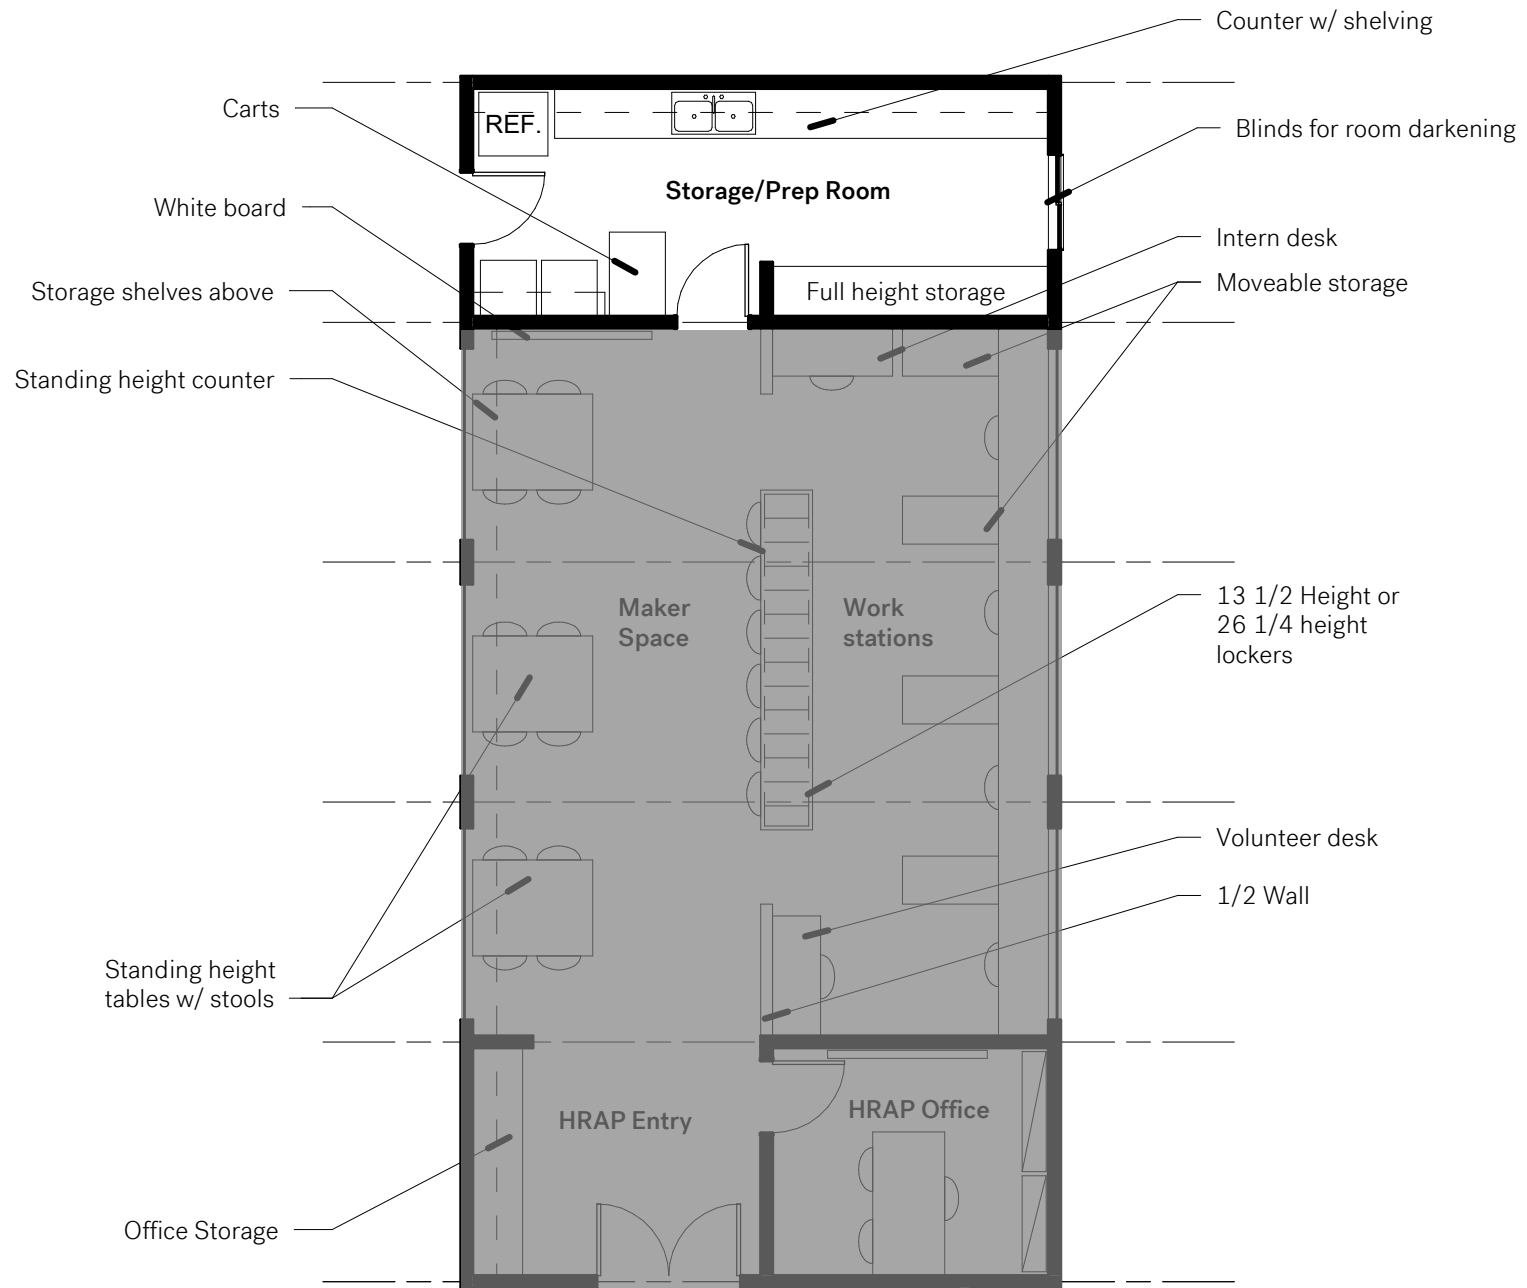 Counter w/ shelving
Carts
REF.
Blinds for room darkening
Storage/Prep Room
White board
Intern desk
Storage shelves above
Full height storage
Moveable storage
Standing height counter
Maker
Space
Work
stations
13 1/2 Height or
26 1/4 height
lockers
Volunteer desk
1/2 Wall
Standing height
tables w/ stools
HRAP Entry
HRAP Office
Office Storage